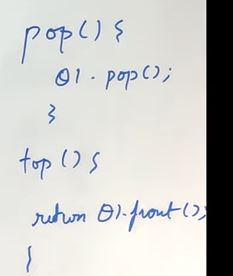 pop() {
Q1.pop();
}
top() {
return Q1.front();
}